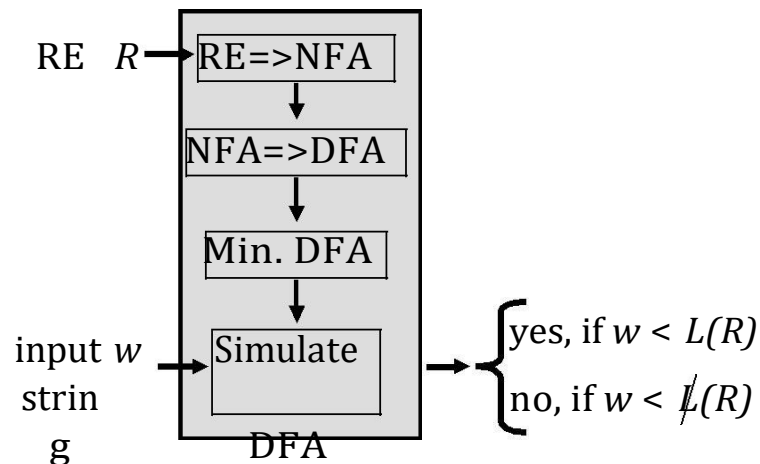 RE R
RE=>NFA
NFA=>DFA
Min. DFA
input w
strin
g
Simulate
DFA
yes, if w < L(R)
no, if w < L(R)